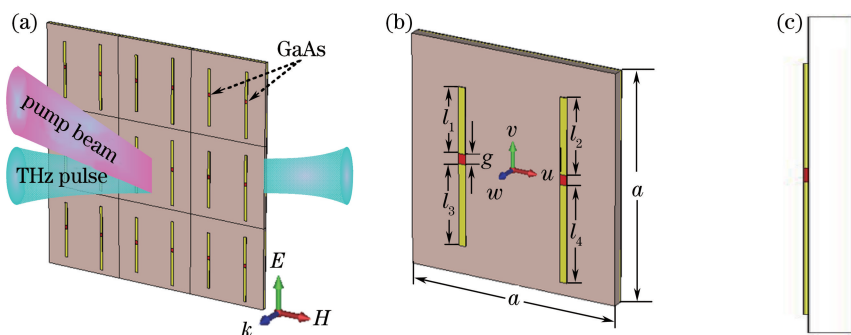 (a)
GaAs
pump beam
THz pulse
E
H
k
(b)
l₁
l₂
g
v
u
w
l₃
l₄
a
a
(c)